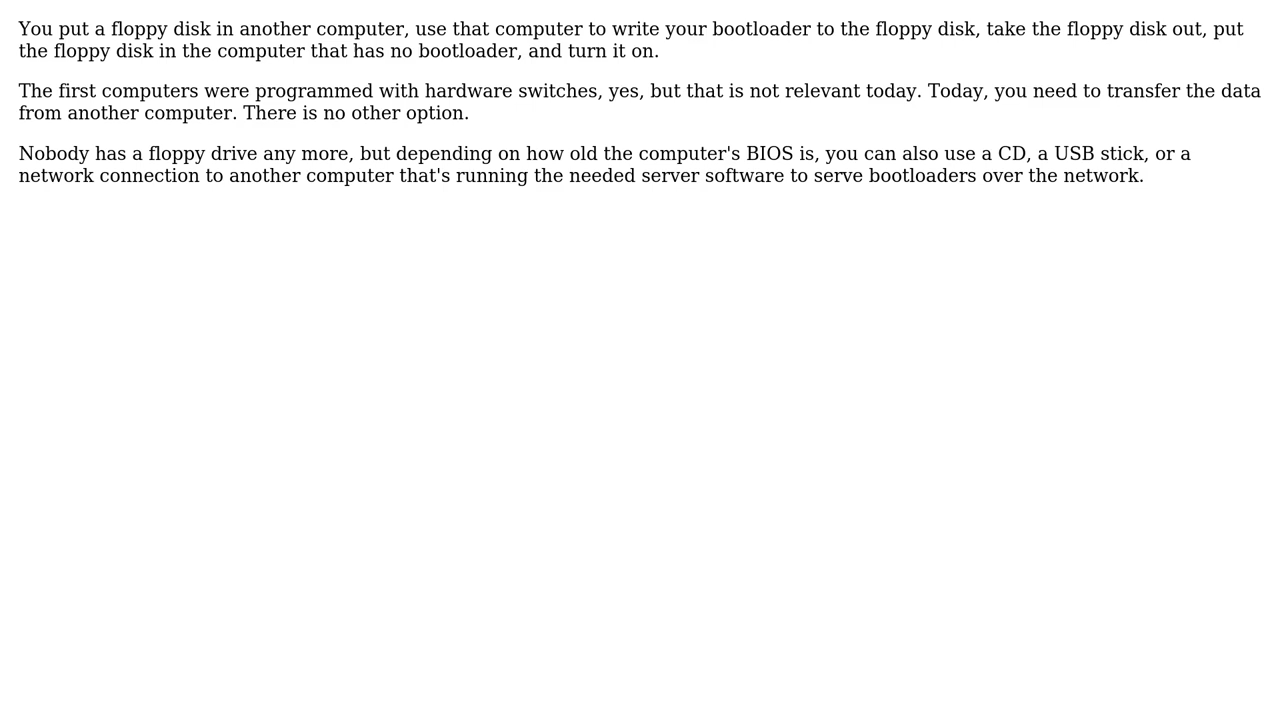 You put a floppy disk in another computer, use that computer to write your bootloader to the floppy disk, take the floppy disk out, put
the floppy disk in the computer that has no bootloader, and turn it on.
The first computers were programmed with hardware switches, yes, but that is not relevant today. Today, you need to transfer the data
from another computer. There is no other option.
Nobody has a floppy drive any more, but depending on how old the computer's BIOS is, you can also use a CD, a USB stick, or a
network connection to another computer that's running the needed server software to serve bootloaders over the network.